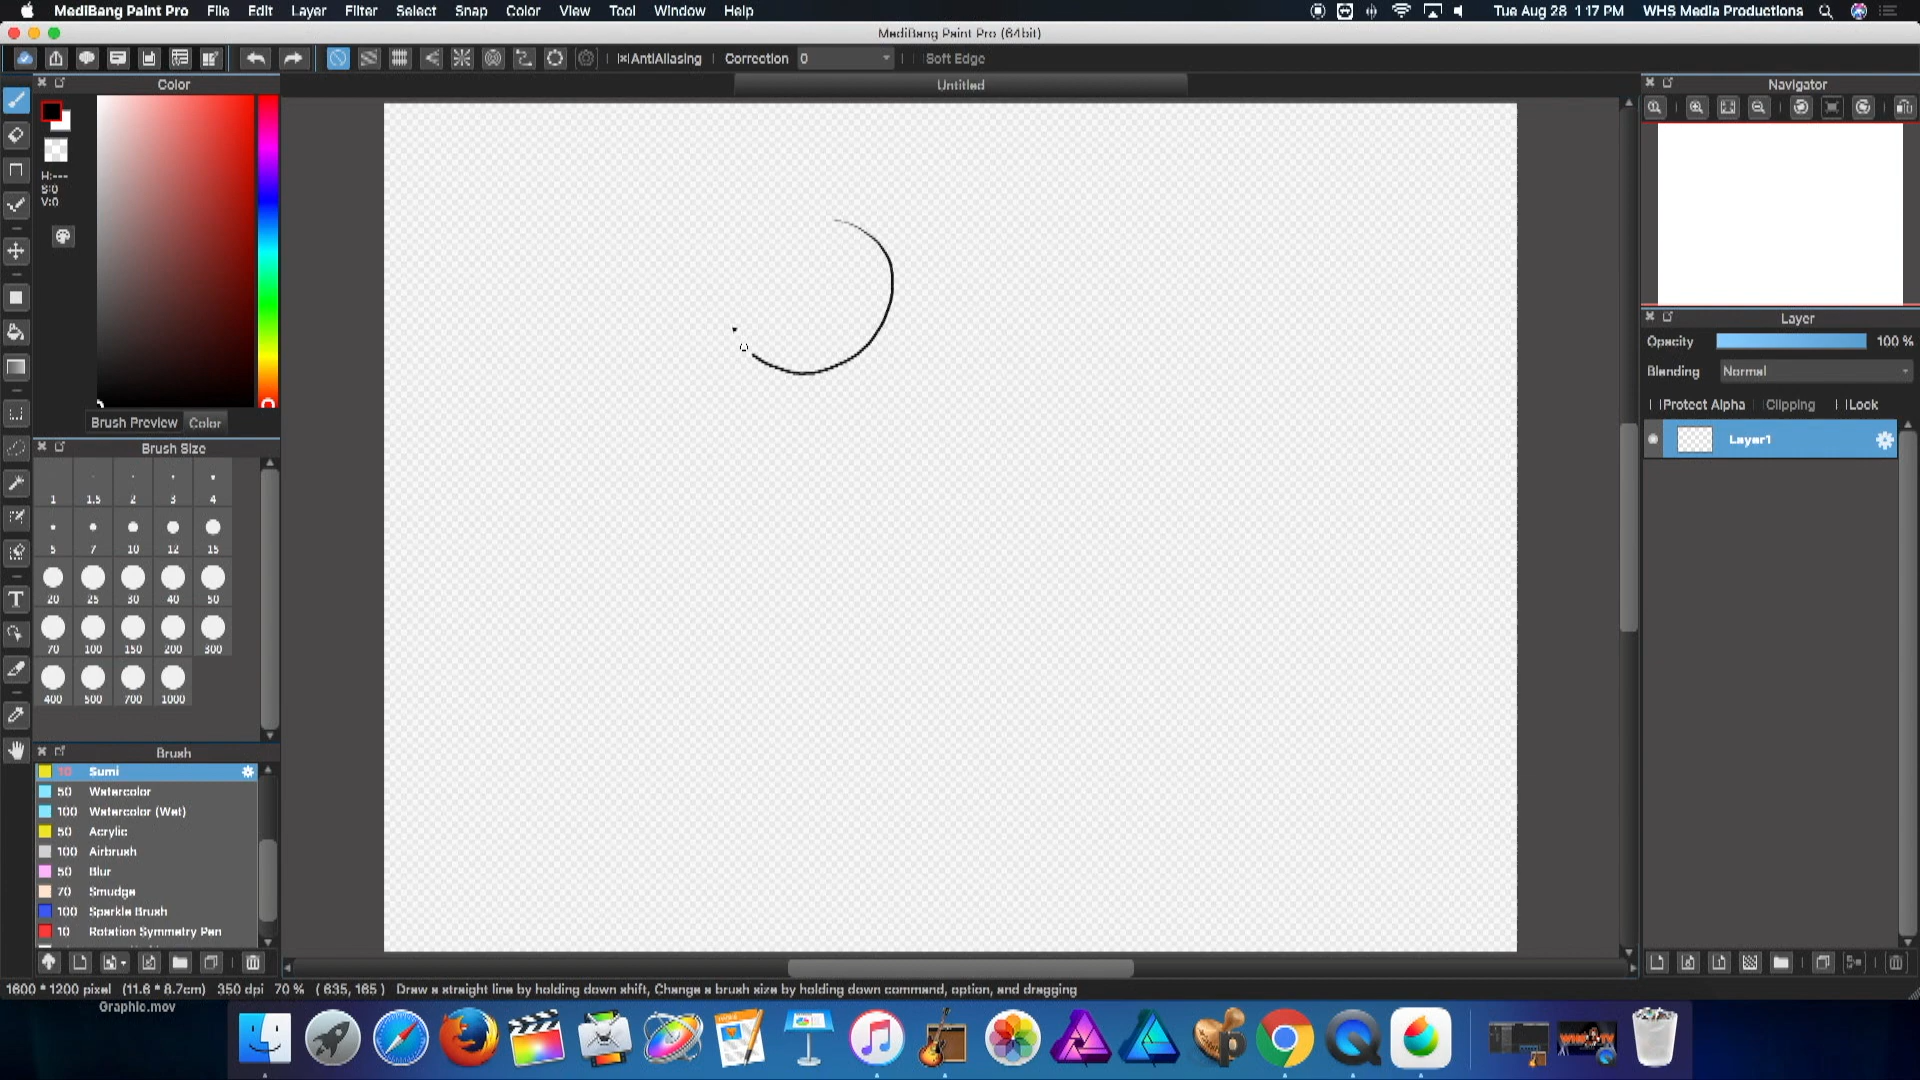 MediBang Paint Pro File Edit Layer Filter Select Snap Color View Tool Window Help Tue Aug 28 1:17 PM WHS Media Productions
MediBang Paint Pro (64bit)
AntiAliasing Correction 0 Soft Edge
Untitled
Color
H:---
S:0
V:0
Brush Preview Color
Brush Size
1 1.5 2 3 4
5 7 10 12 15
20 25 30 40 50
70 100 150 200 300
400 500 700 1000
Brush
10 Sumi
50 Watercolor
100 Watercolor (Wet)
50 Acrylic
100 Airbrush
50 Blur
70 Smudge
100 Sparkle Brush
10 Rotation Symmetry Pen
Navigator
Layer
Opacity 100 %
Blending Normal
Protect Alpha Clipping Lock
Layer1
1600 * 1200 pixel (11.6 * 8.7cm) 350 dpi 70 % ( 635, 165 ) Draw a straight line by holding down shift, Change a brush size by holding down command, option, and dragging
Graphic.mov